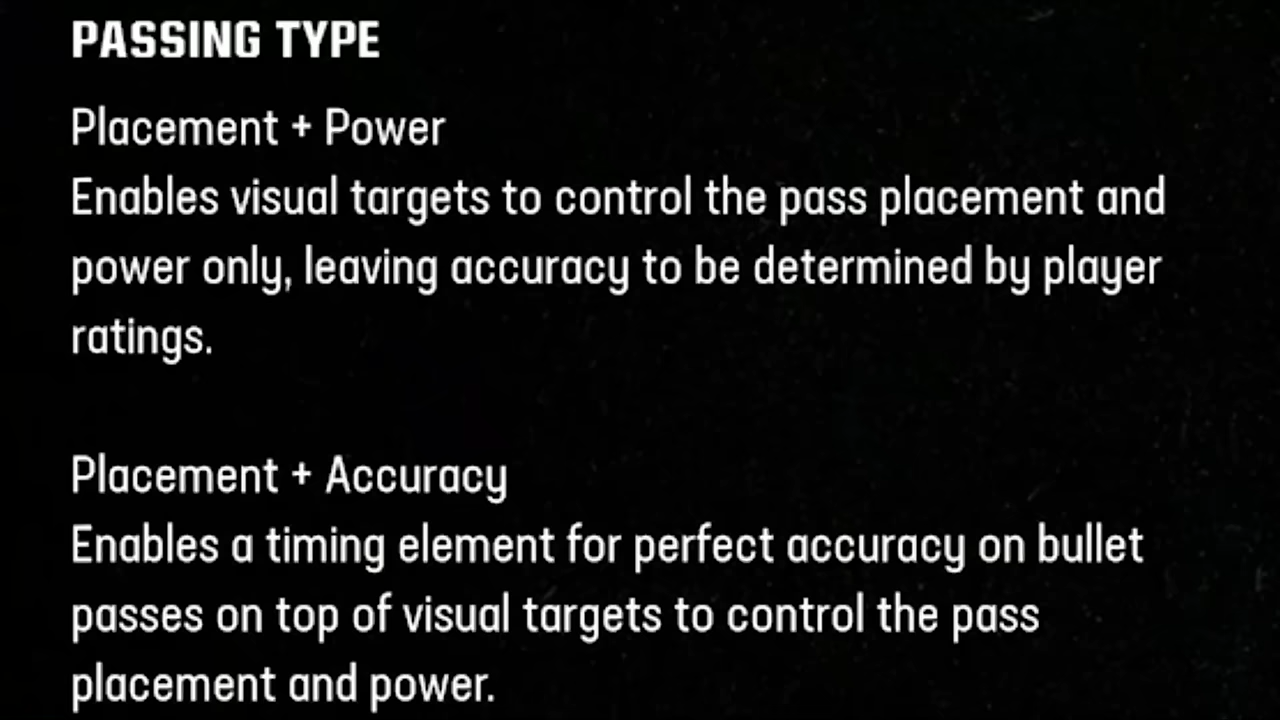 PASSING TYPE
Placement + Power
Enables visual targets to control the pass placement and
power only, leaving accuracy to be determined by player
ratings.
Placement + Accuracy
Enables a timing element for perfect accuracy on bullet
passes on top of visual targets to control the pass
placement and power.